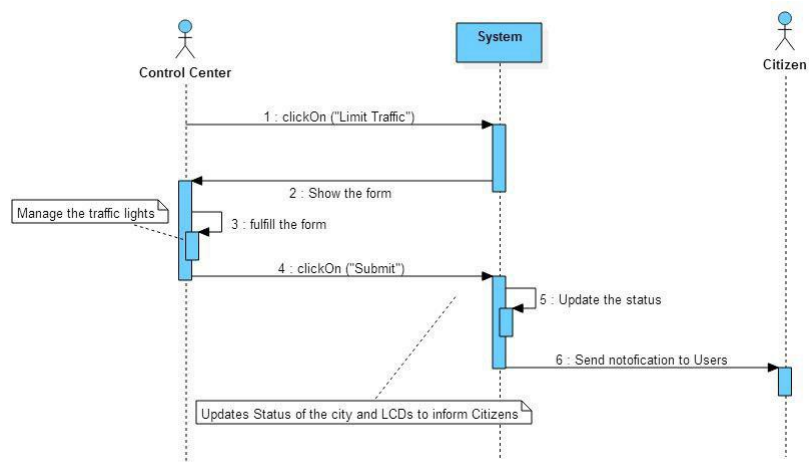 System
Control Center
Citizen
1 : clickOn ("Limit Traffic")
2 : Show the form
Manage the traffic lights
3 : fulfill the form
4 : clickOn ("Submit")
5 : Update the status
6 : Send notofication to Users
Updates Status of the city and LCDs to inform Citizens